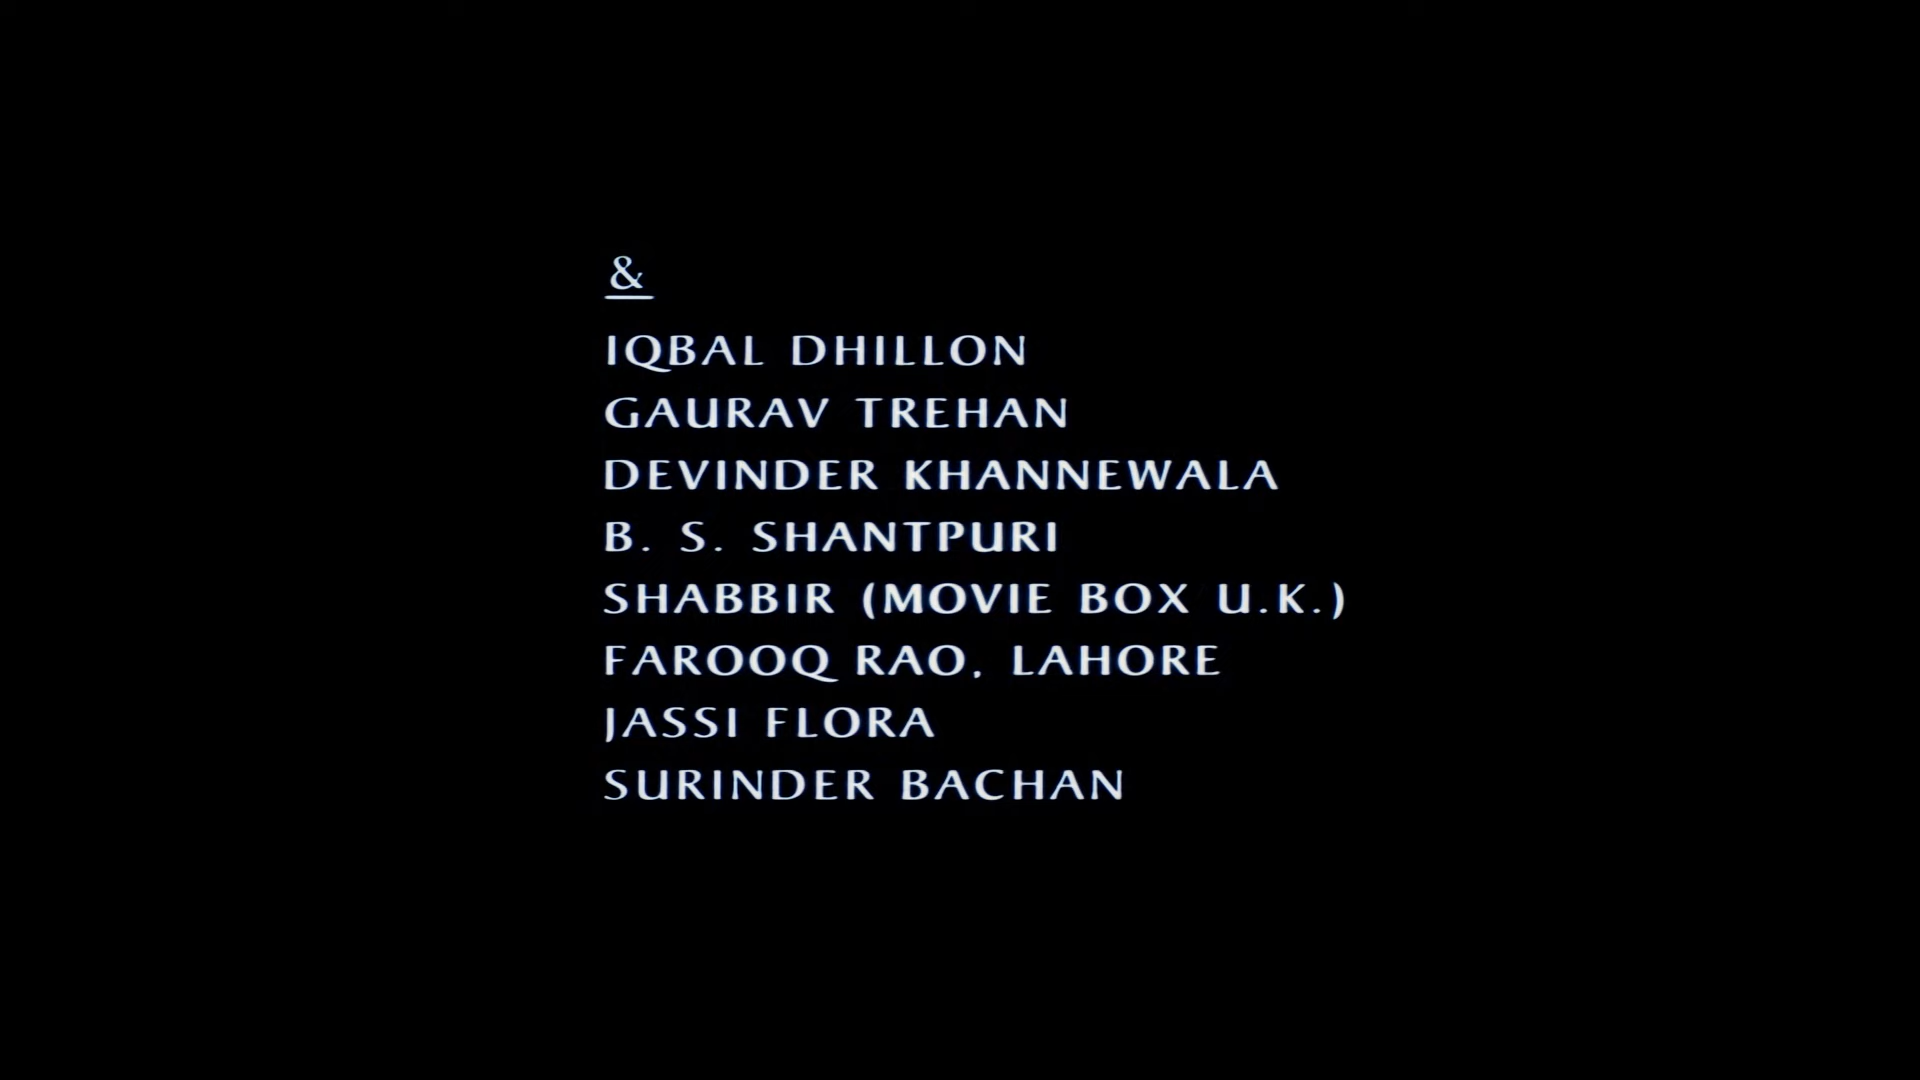 &
IQBAL DHILLON
GAURAV TREHAN
DEVINDER KHANNEWALA
B. S. SHANTPURI
SHABBIR (MOVIE BOX U.K.)
FAROOQ RAO, LAHORE
JASSI FLORA
SURINDER BACHAN